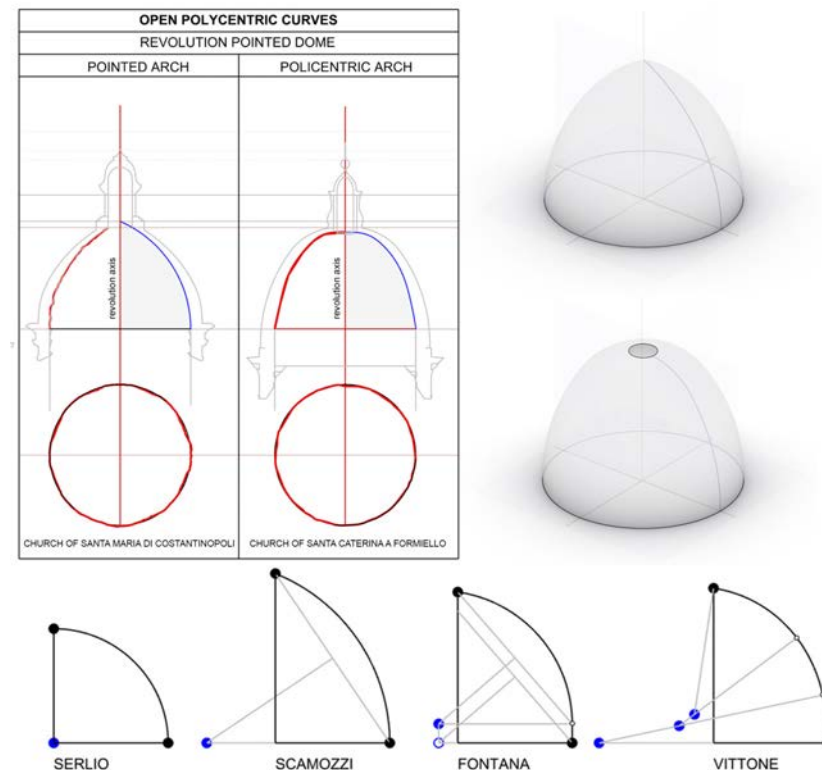 OPEN POLYCENTRIC CURVES
REVOLUTION POINTED DOME
POINTED ARCH
POLICENTRIC ARCH
revolution axis
revolution axis
CHURCH OF SANTA MARIA DI COSTANTINOPOLI
CHURCH OF SANTA CATERINA A FORMIELLO
SERLIO
SCAMOZZI
FONTANA
VITTONE